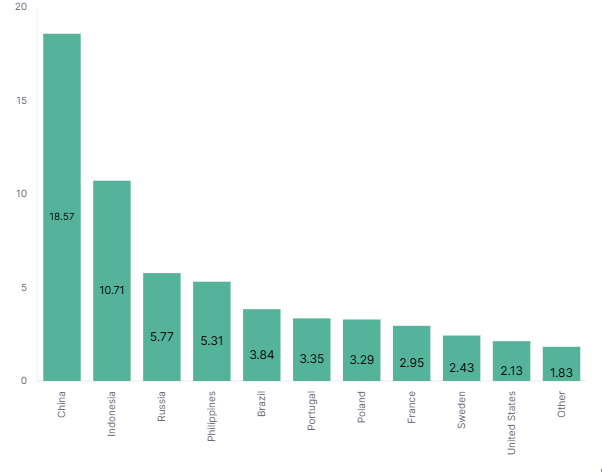 20
15
10
5
0
18.57
10.71
5.77
5.31
3.84
3.35
3.29
2.95
2.43
2.13
1.83
China
Indonesia
Russia
Philippines
Brazil
Portugal
Poland
France
Sweden
United States
Other